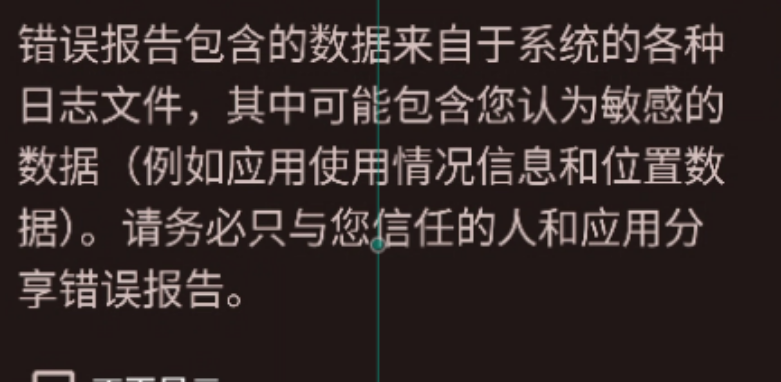 错误报告包含的数据来自于系统的各种
日志文件，其中可能包含您认为敏感的
数据（例如应用使用情况信息和位置数
据）。请务必只与您信任的人和应用分
享错误报告。